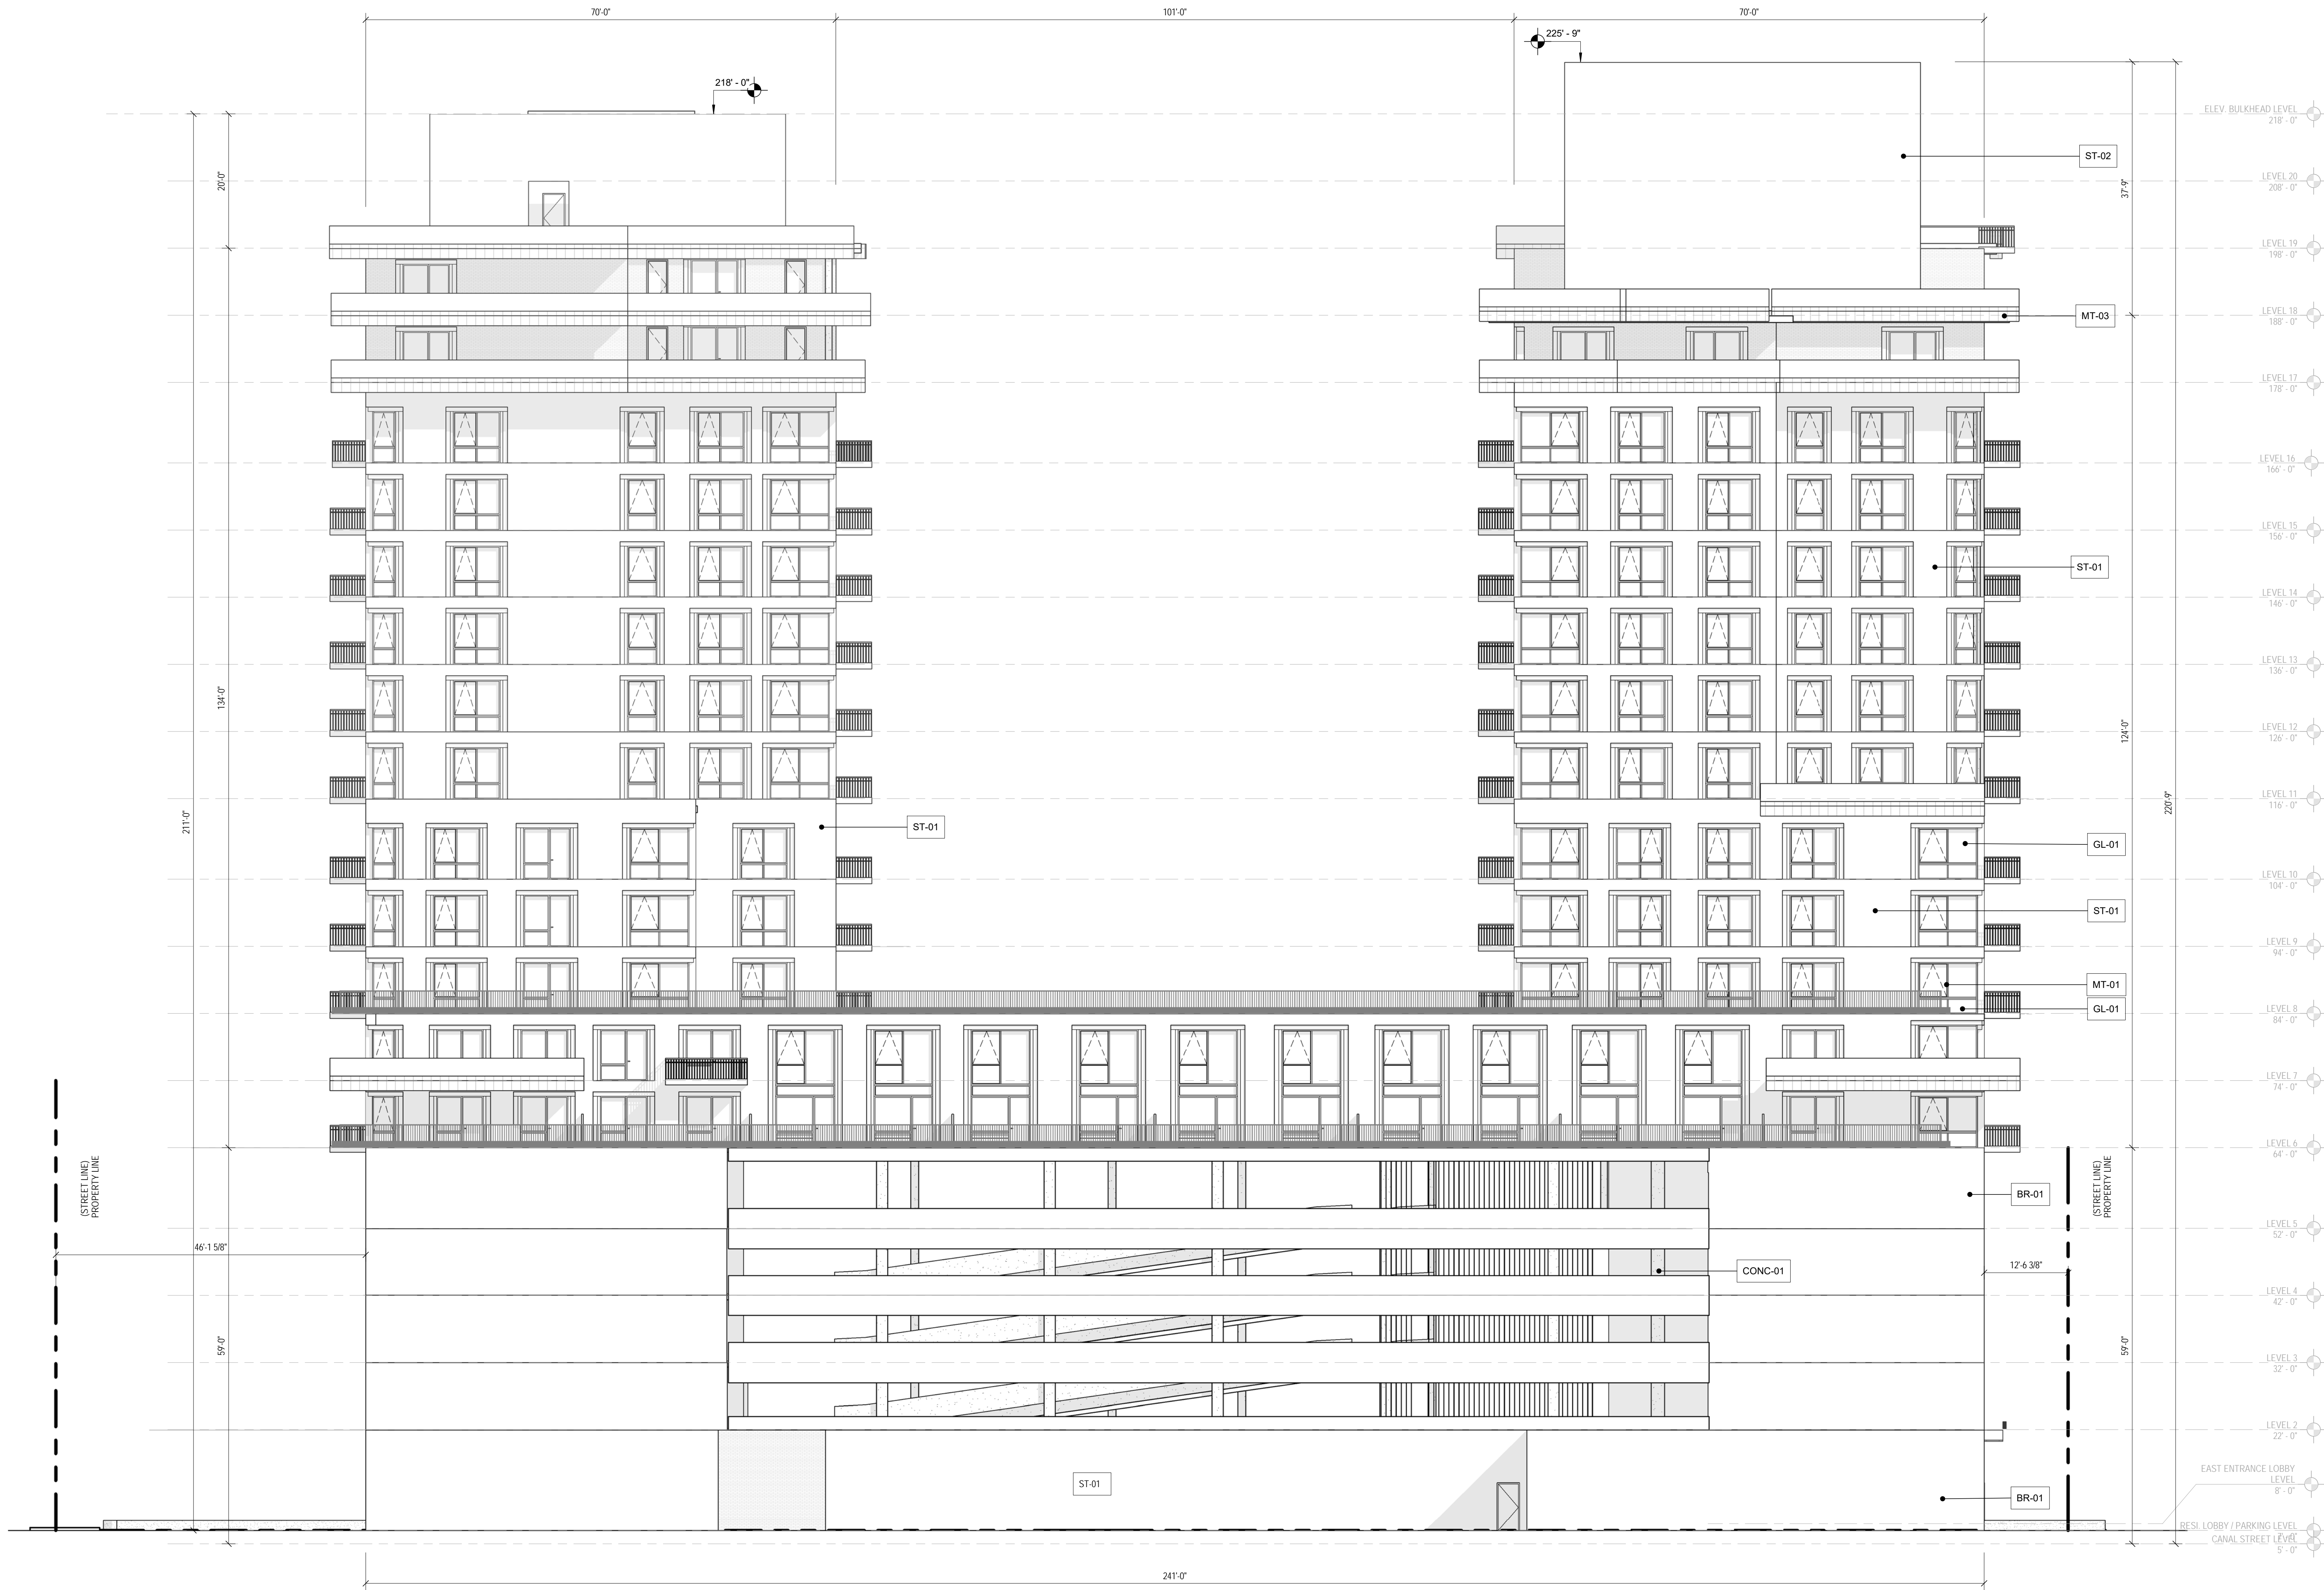 70'-0"
101'-0"
70'-0"
225' - 9"
218' - 0"
ELEV. BULKHEAD LEVEL
218' - 0"
ST-02
20'-0"
37'-9"
LEVEL 20
208' - 0"
LEVEL 19
198' - 0"
MT-03
LEVEL 18
188' - 0"
LEVEL 17
178' - 0"
LEVEL 16
166' - 0"
LEVEL 15
156' - 0"
ST-01
LEVEL 14
146' - 0"
LEVEL 13
136' - 0"
134'-0"
124'-0"
LEVEL 12
126' - 0"
LEVEL 11
116' - 0"
211'-0"
220'-9"
ST-01
GL-01
LEVEL 10
104' - 0"
ST-01
LEVEL 9
94' - 0"
MT-01
GL-01
LEVEL 8
84' - 0"
LEVEL 7
74' - 0"
LEVEL 6
64' - 0"
(STREET LINE)
PROPERTY LINE
BR-01
(STREET LINE)
PROPERTY LINE
LEVEL 5
52' - 0"
46'-1 5/8"
CONC-01
12'-6 3/8"
LEVEL 4
42' - 0"
59'-0"
59'-0"
LEVEL 3
32' - 0"
LEVEL 2
22' - 0"
EAST ENTRANCE LOBBY
LEVEL
8' - 0"
ST-01
BR-01
RESI. LOBBY / PARKING LEVEL
CANAL STREET LEVEL
5' - 0"
241'-0"